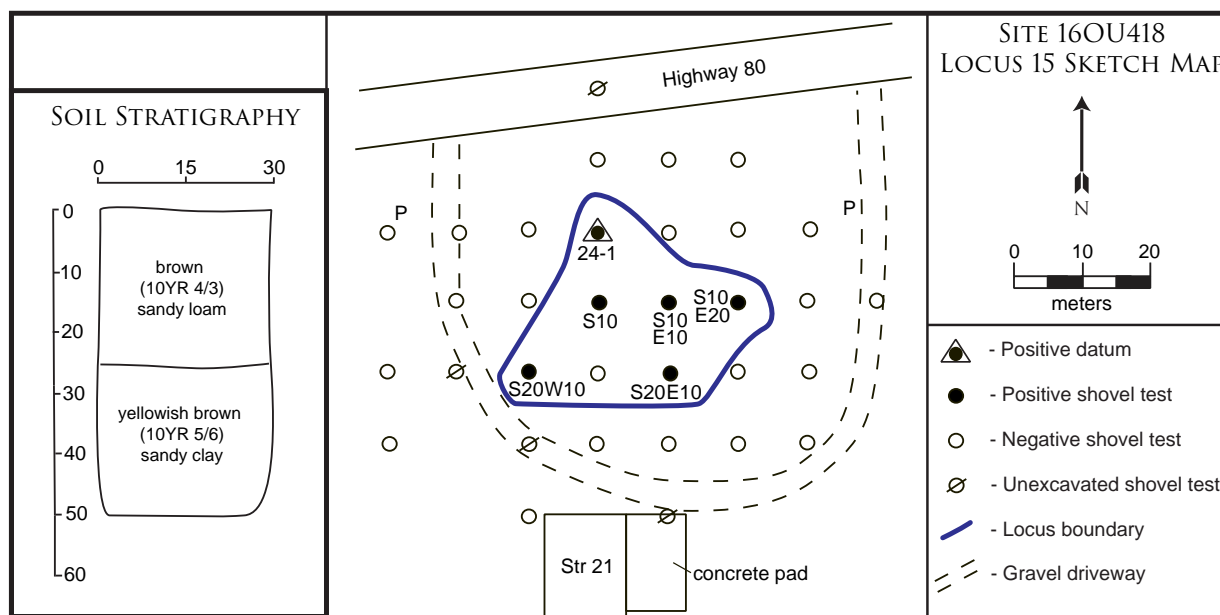 SOIL STRATIGRAPHY
0 15 30
0
-10
-20
-30
-40
-50
-60
brown
(10YR 4/3)
sandy loam
yellowish brown
(10YR 5/6)
sandy clay
Highway 80
P
P
24-1
S10
S10
E10
S10
E20
S20W10
S20E10
Str 21
concrete pad
SITE 16OU418
LOCUS 15 SKETCH MAP
N
0 10 20
meters
- Positive datum
- Positive shovel test
- Negative shovel test
- Unexcavated shovel test
- Locus boundary
- Gravel driveway